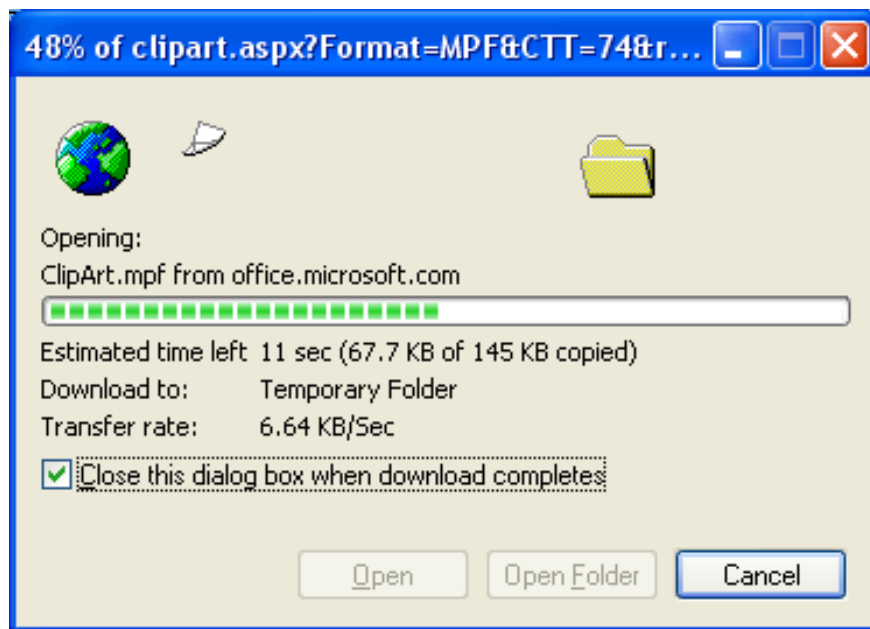 48% of clipart.aspx?Format=MPF&CTT=74&r...
Opening:
ClipArt.mpf from office.microsoft.com
Estimated time left 11 sec (67.7 KB of 145 KB copied)
Download to: Temporary Folder
Transfer rate: 6.64 KB/Sec
Close this dialog box when download completes
Open Open Folder Cancel